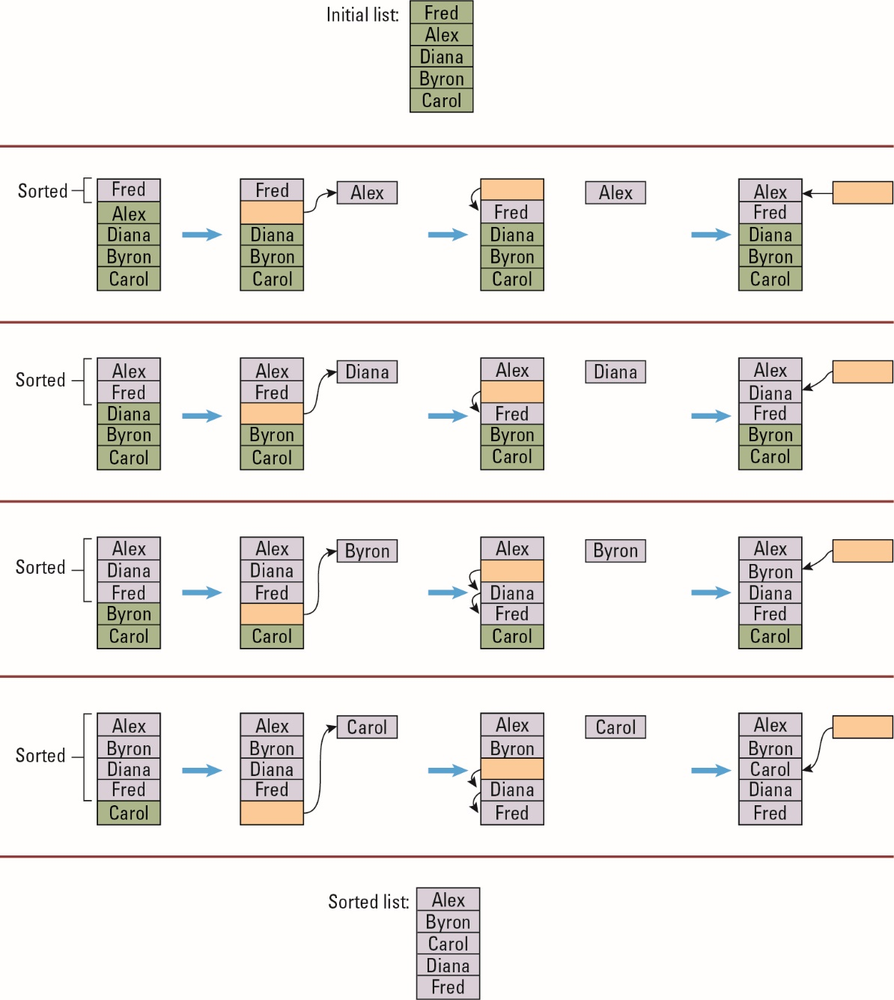 Initial list:
Fred
Alex
Diana
Byron
Carol
Sorted
Fred
Alex
Diana
Byron
Carol
Fred
Diana
Byron
Carol
Alex
Fred
Diana
Byron
Carol
Alex
Alex
Fred
Diana
Byron
Carol
Sorted
Alex
Fred
Diana
Byron
Carol
Alex
Fred
Byron
Carol
Diana
Alex
Fred
Byron
Carol
Diana
Alex
Diana
Fred
Byron
Carol
Sorted
Alex
Diana
Fred
Byron
Carol
Alex
Diana
Fred
Carol
Byron
Alex
Diana
Fred
Carol
Byron
Alex
Byron
Diana
Fred
Carol
Sorted
Alex
Byron
Diana
Fred
Carol
Alex
Byron
Diana
Fred
Carol
Alex
Byron
Diana
Fred
Carol
Alex
Byron
Carol
Diana
Fred
Sorted list:
Alex
Byron
Carol
Diana
Fred